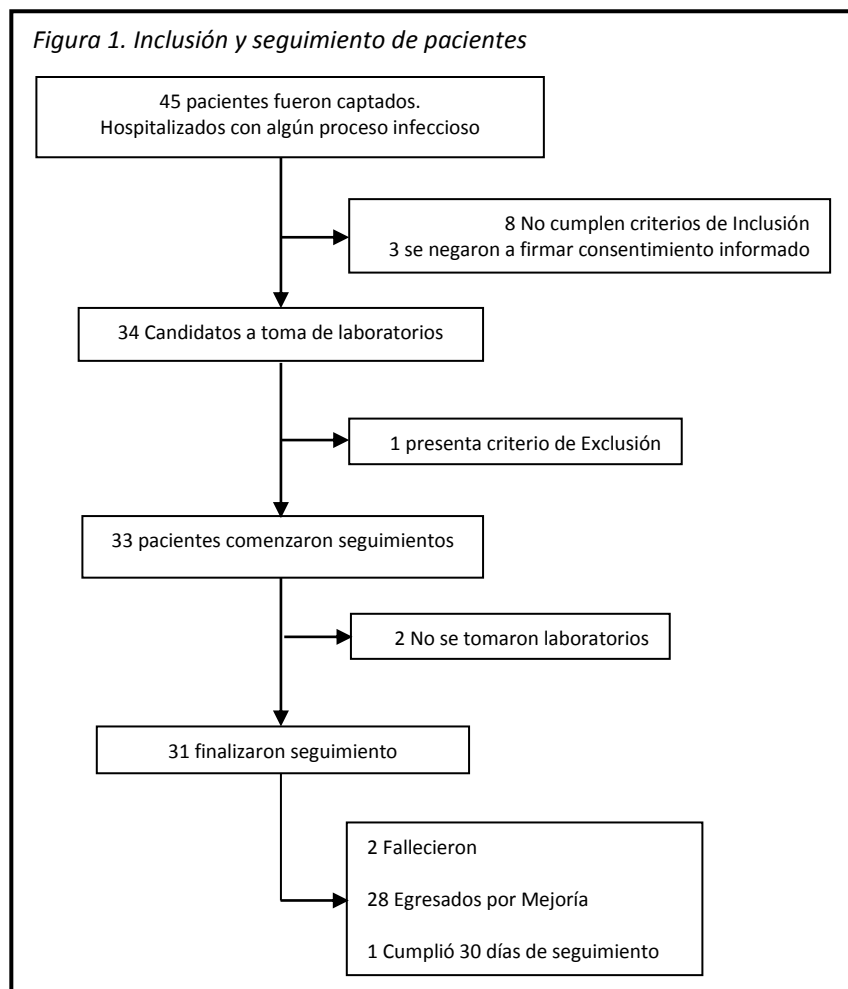 Figura 1. Inclusión y seguimiento de pacientes
45 pacientes fueron captados.
Hospitalizados con algún proceso infeccioso
8 No cumplen criterios de Inclusión
3 se negaron a firmar consentimiento informado
34 Candidatos a toma de laboratorios
1 presenta criterio de Exclusión
33 pacientes comenzaron seguimientos
2 No se tomaron laboratorios
31 finalizaron seguimiento
2 Fallecieron
28 Egresados por Mejoría
1 Cumplió 30 días de seguimiento